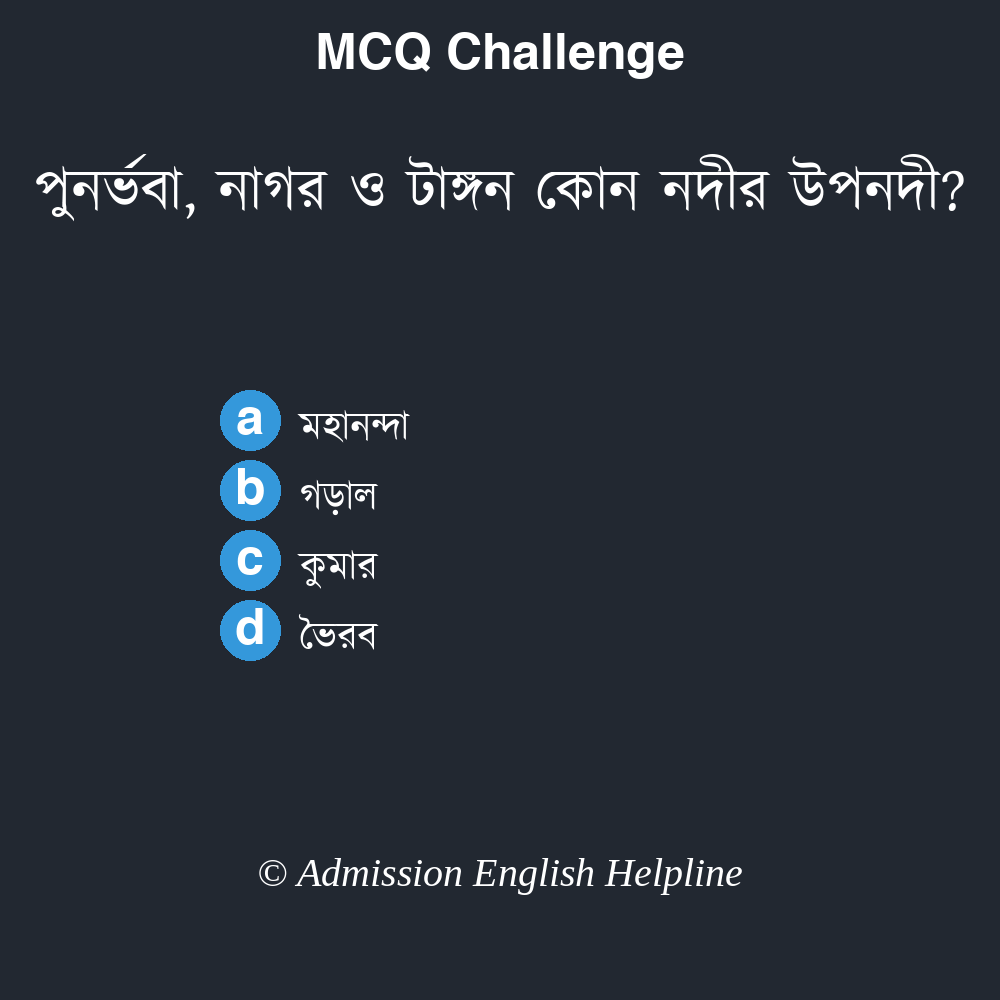 MCQ Challenge
পুনর্ভবা, নাগর ও টাঙ্গন কোন নদীর উপনদী?
a মহানন্দা
b গড়াল
c কুমার
d ভৈরব
© Admission English Helpline